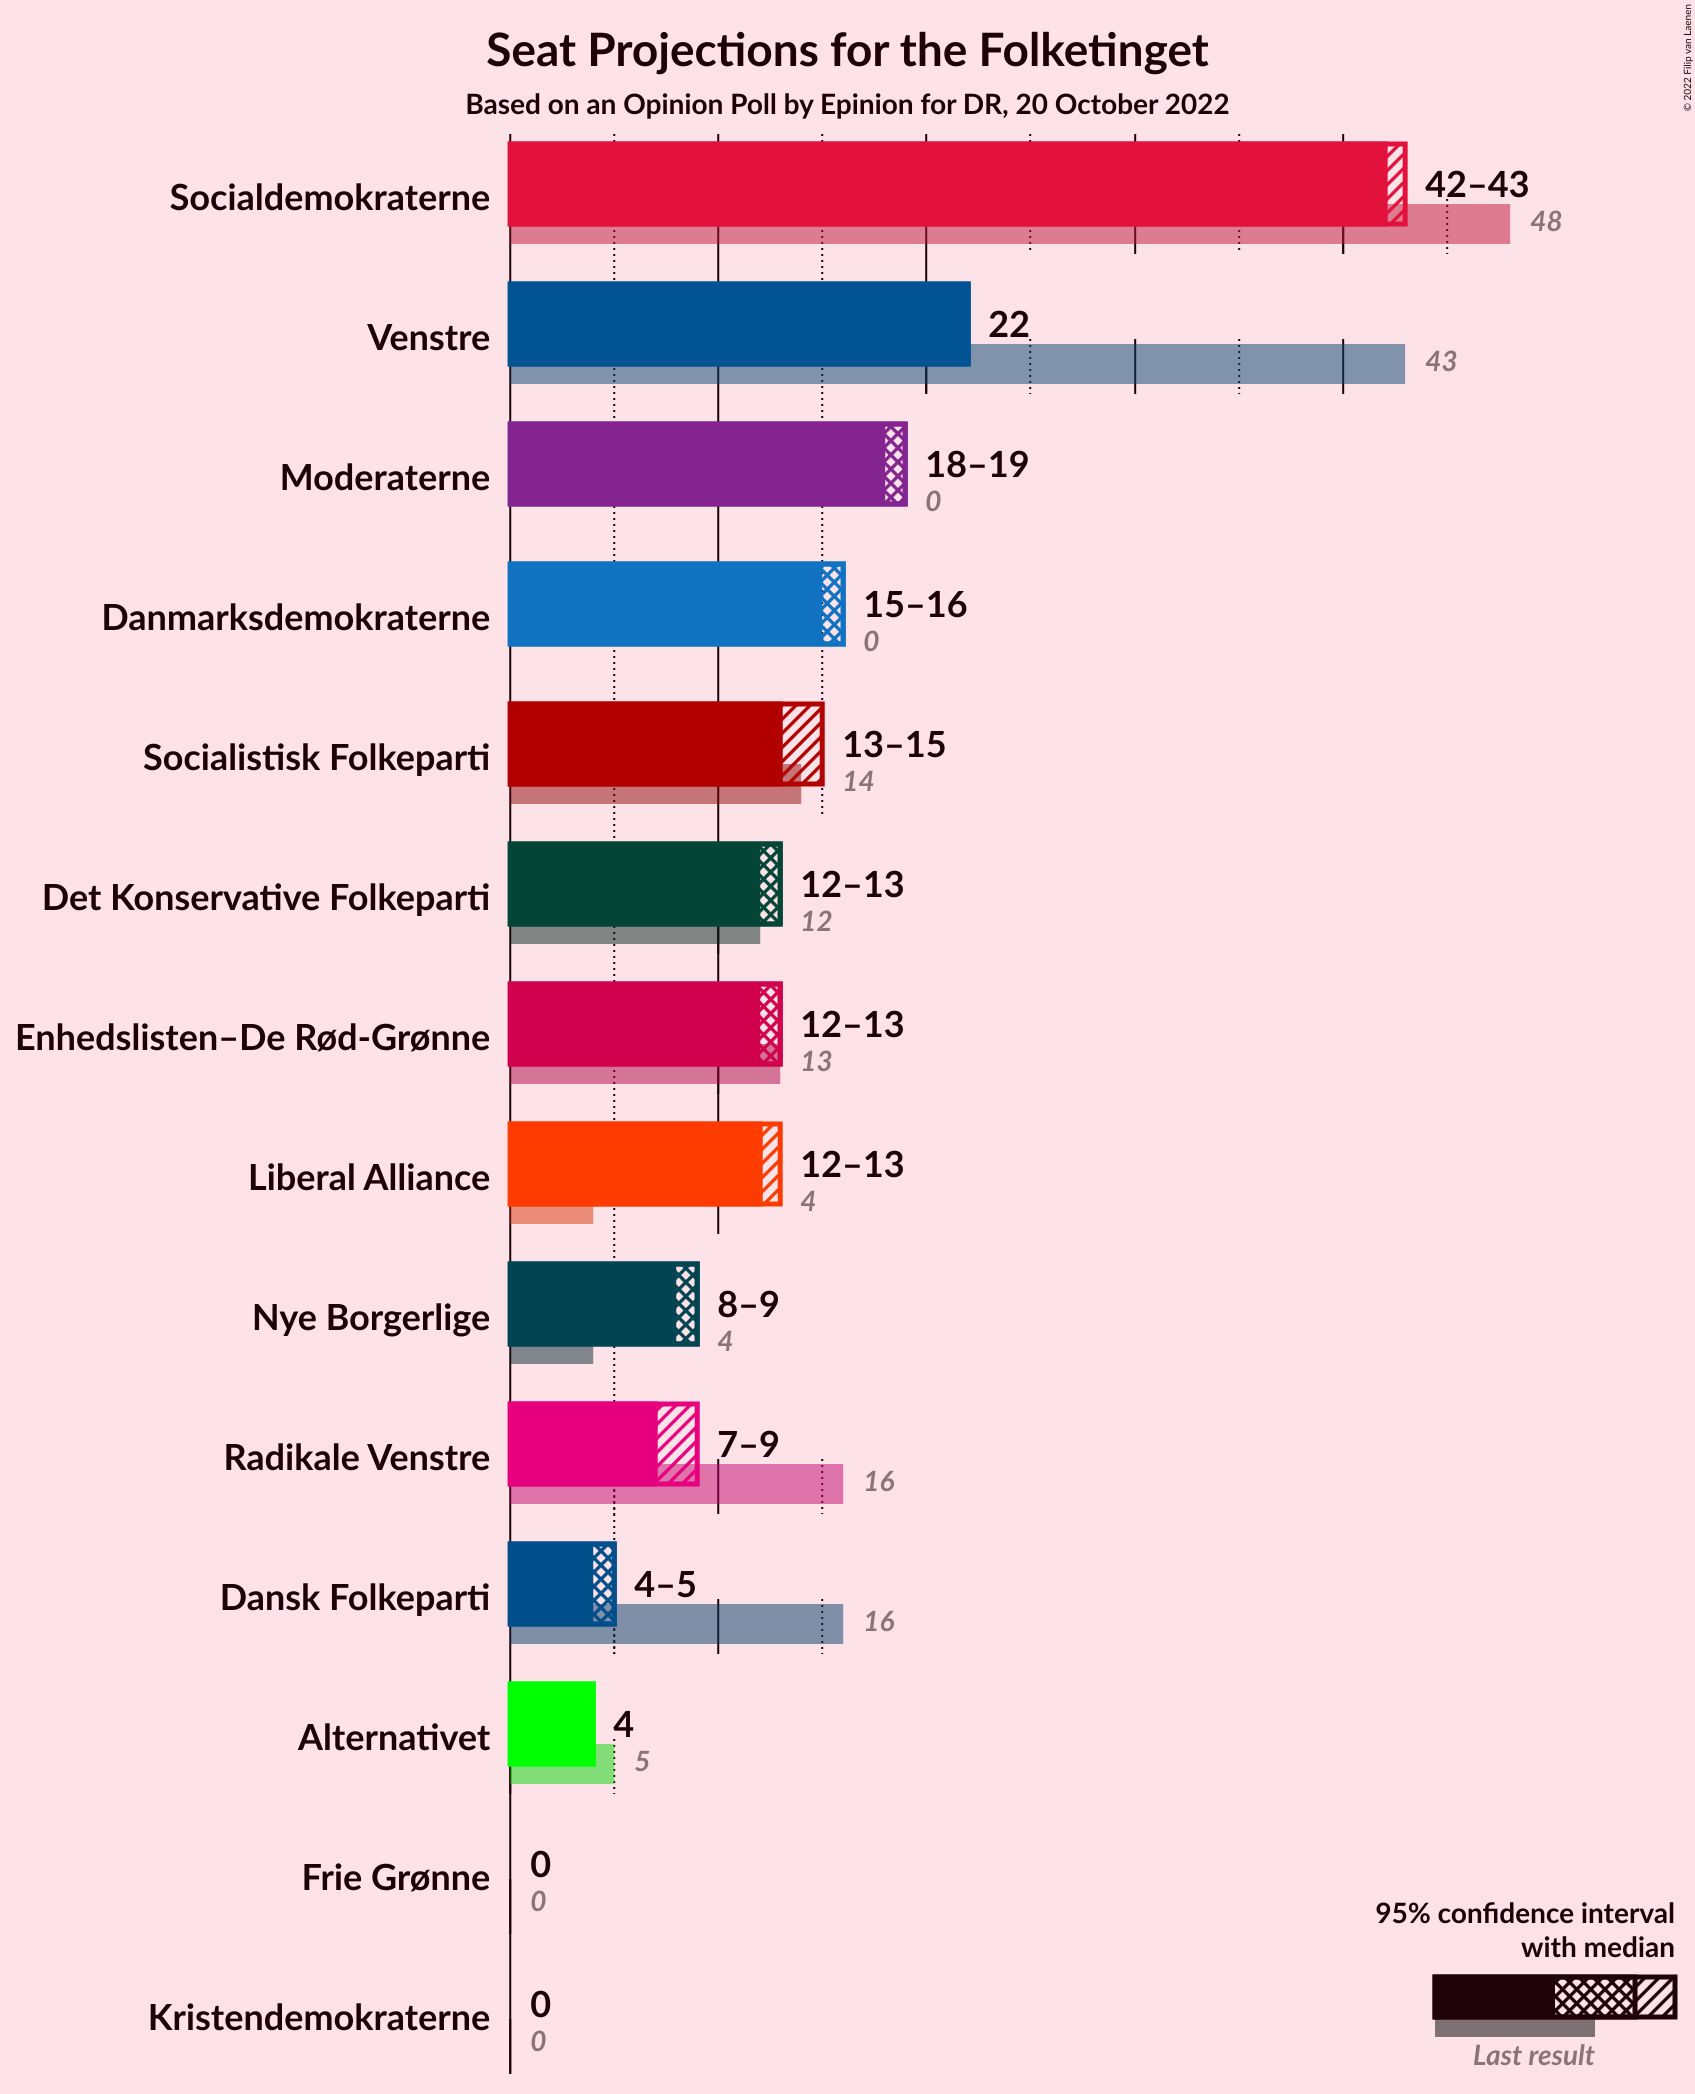 Seat Projections for the Folketinget
Based on an Opinion Poll by Epinion for DR, 20 October 2022
© 2022 Filip van Laenen
Socialdemokraterne
42–43
48
Venstre
22
43
Moderaterne
18–19
0
Danmarksdemokraterne
15–16
0
Socialistisk Folkeparti
13–15
14
Det Konservative Folkeparti
12–13
12
Enhedslisten–De Rød-Grønne
12–13
13
Liberal Alliance
12–13
4
Nye Borgerlige
8–9
4
Radikale Venstre
7–9
16
Dansk Folkeparti
4–5
16
Alternativet
4
5
Frie Grønne
0
0
Kristendemokraterne
0
0
95% confidence interval
with median
Last result